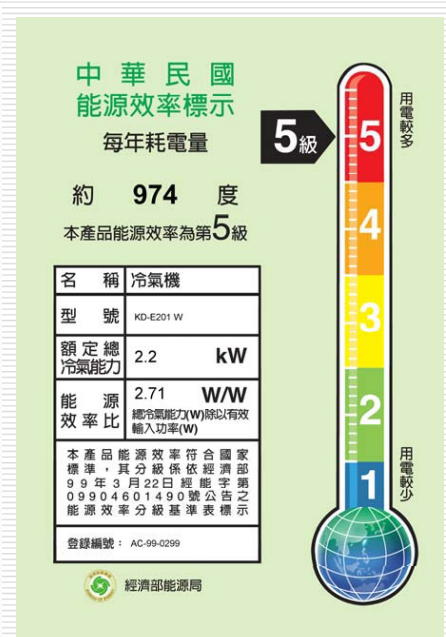 中華民國
能源效率標示
每年耗電量
約 974 度
本產品能源效率為第5級
5級
用電較多
5
4
3
2
1
用電較少
名稱 冷氣機
型號 KD-E201 W
額定總冷氣能力 2.2 kW
能源效率比 2.71 W/W
總冷氣能力(W)除以有效
輸入功率(W)
本產品能源效率符合國家
標準，其分級係依經濟部
99年3月22日經能字第
09904601490號公告之
能源效率分級基準表標示
登錄編號： AC-99-0299
經濟部能源局